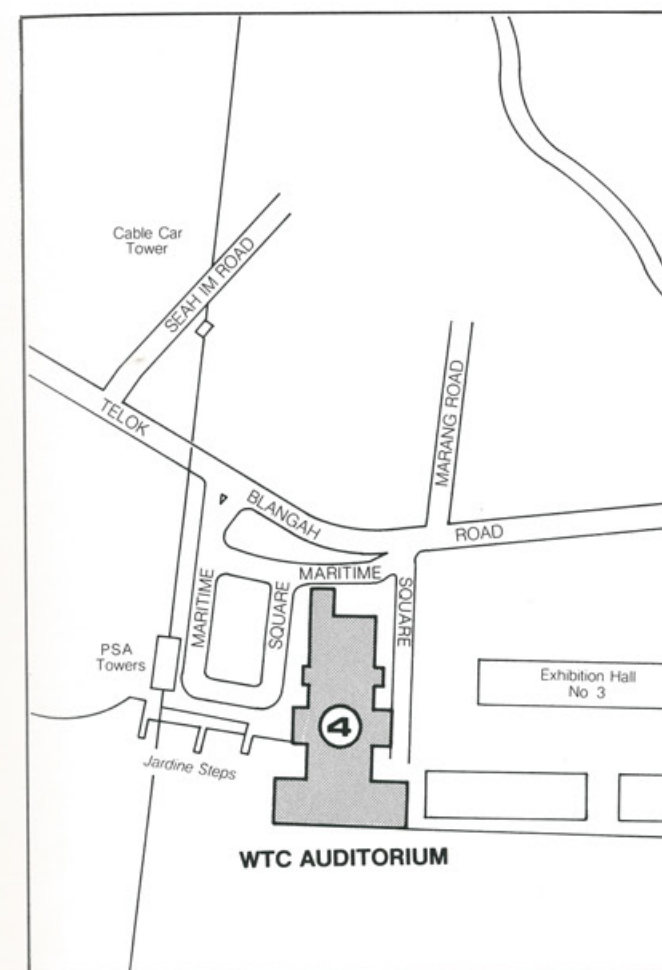 Cable Car
Tower
SEAH IM ROAD
TELOK
BLANGAH
ROAD
MARANG ROAD
MARITIME
SQUARE
MARITIME
SQUARE
PSA
Towers
Exhibition Hall
No 3
4
Jardine Steps
WTC AUDITORIUM